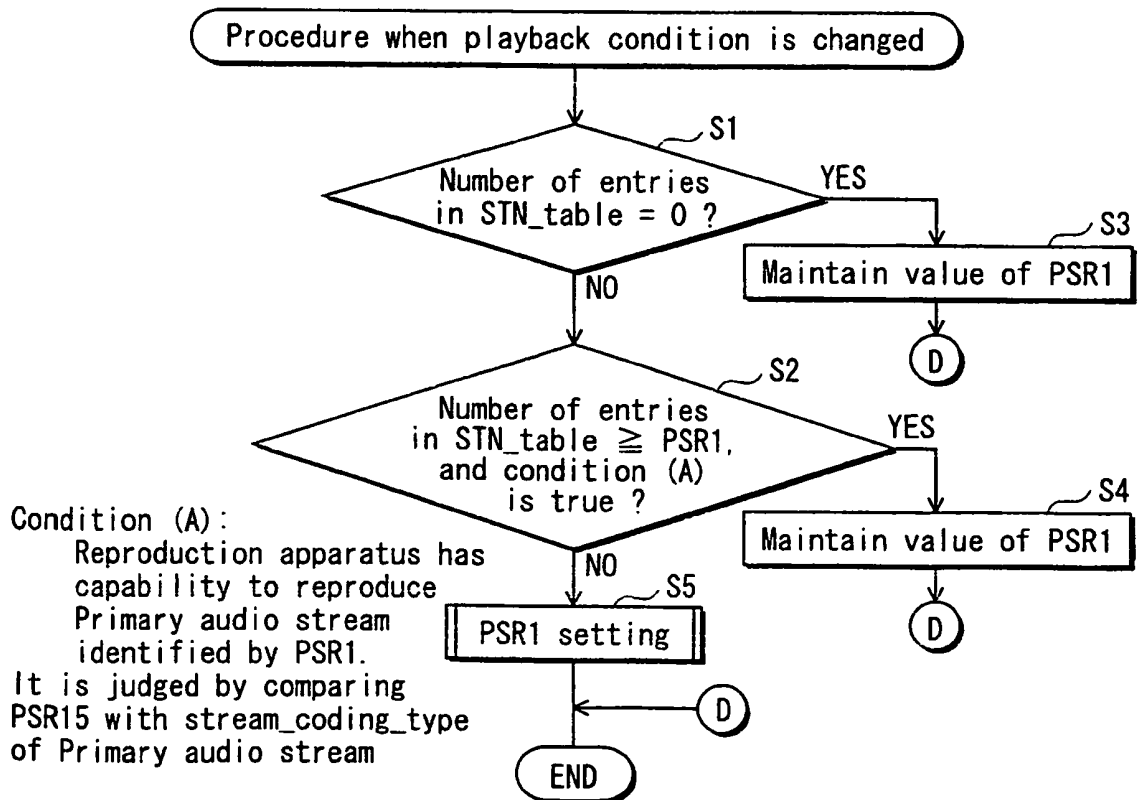 Procedure when playback condition is changed
S1
Number of entries
in STN_table = 0 ?
YES
NO
S3
Maintain value of PSR1
D
S2
Number of entries
in STN_table ≧ PSR1,
and condition (A)
is true ?
YES
NO
S4
Maintain value of PSR1
D
Condition (A):
Reproduction apparatus has
capability to reproduce
Primary audio stream
identified by PSR1.
It is judged by comparing
PSR15 with stream_coding_type
of Primary audio stream
S5
PSR1 setting
D
END